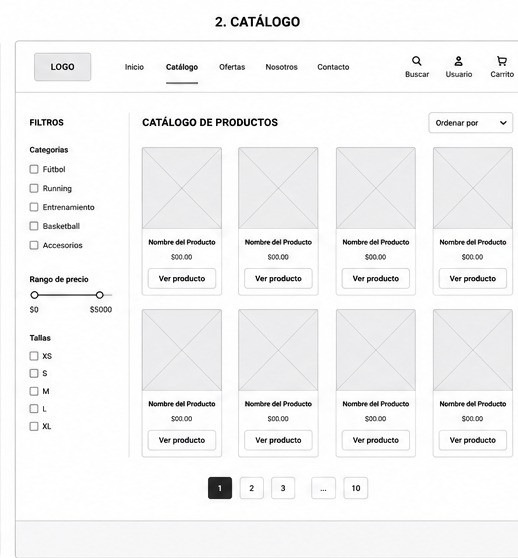 2. CATÁLOGO
LOGO
Inicio
Catálogo
Ofertas
Nosotros
Contacto
Buscar
Usuario
Carrito
FILTROS
Categorías
Fútbol
Running
Entrenamiento
Basketball
Accesorios
Rango de precio
$0 $5000
Tallas
XS
S
M
L
XL
CATÁLOGO DE PRODUCTOS
Ordenar por
Nombre del Producto Nombre del Producto Nombre del Producto Nombre del Producto
$00.00 $00.00 $00.00 $00.00
Ver producto Ver producto Ver producto Ver producto
Nombre del Producto Nombre del Producto Nombre del Producto Nombre del Producto
$00.00 $00.00 $00.00 $00.00
Ver producto Ver producto Ver producto Ver producto
1 2 3 ... 10